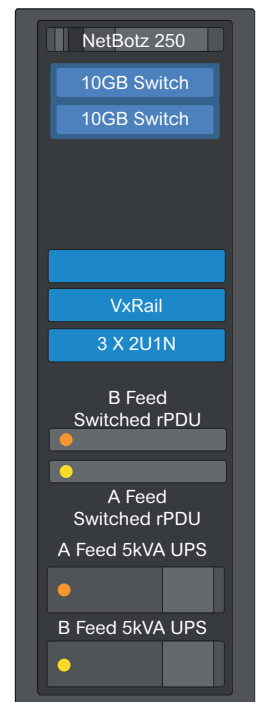 NetBotz 250
10GB Switch
10GB Switch
VxRail
3 X 2U1N
B Feed
Switched rPDU
A Feed
Switched rPDU
A Feed 5kVA UPS
B Feed 5kVA UPS